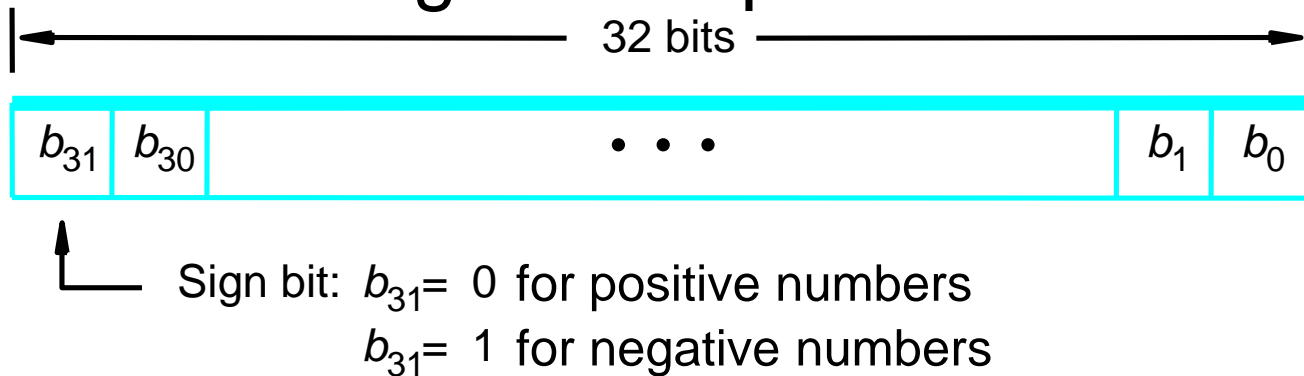 32 bits
b31 b30 • • • b1 b0
Sign bit: b31= 0 for positive numbers
b31= 1 for negative numbers